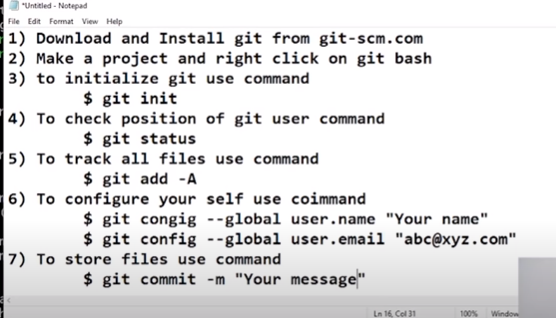 *Untitled - Notepad
File Edit Format View Help
1) Download and Install git from git-scm.com
2) Make a project and right click on git bash
3) to initialize git use command
$ git init
4) To check position of git user command
$ git status
5) To track all files use command
$ git add -A
6) To configure your self use coimmand
$ git congig --global user.name "Your name"
$ git config --global user.email "abc@xyz.com"
7) To store files use command
$ git commit -m "Your message"
Ln 16, Col 31 100% Window